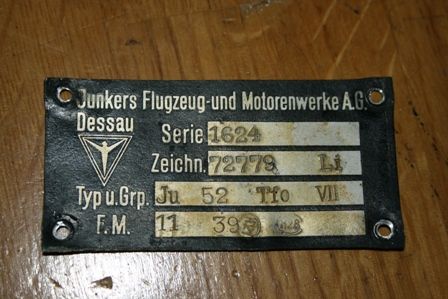 Junkers Flugzeug-und Motorenwerke A.G.
Dessau
Serie 1624
Zeichn. 72779 Li
Typ u. Grp. Ju 52 Tfo VII
F. M. 11 39